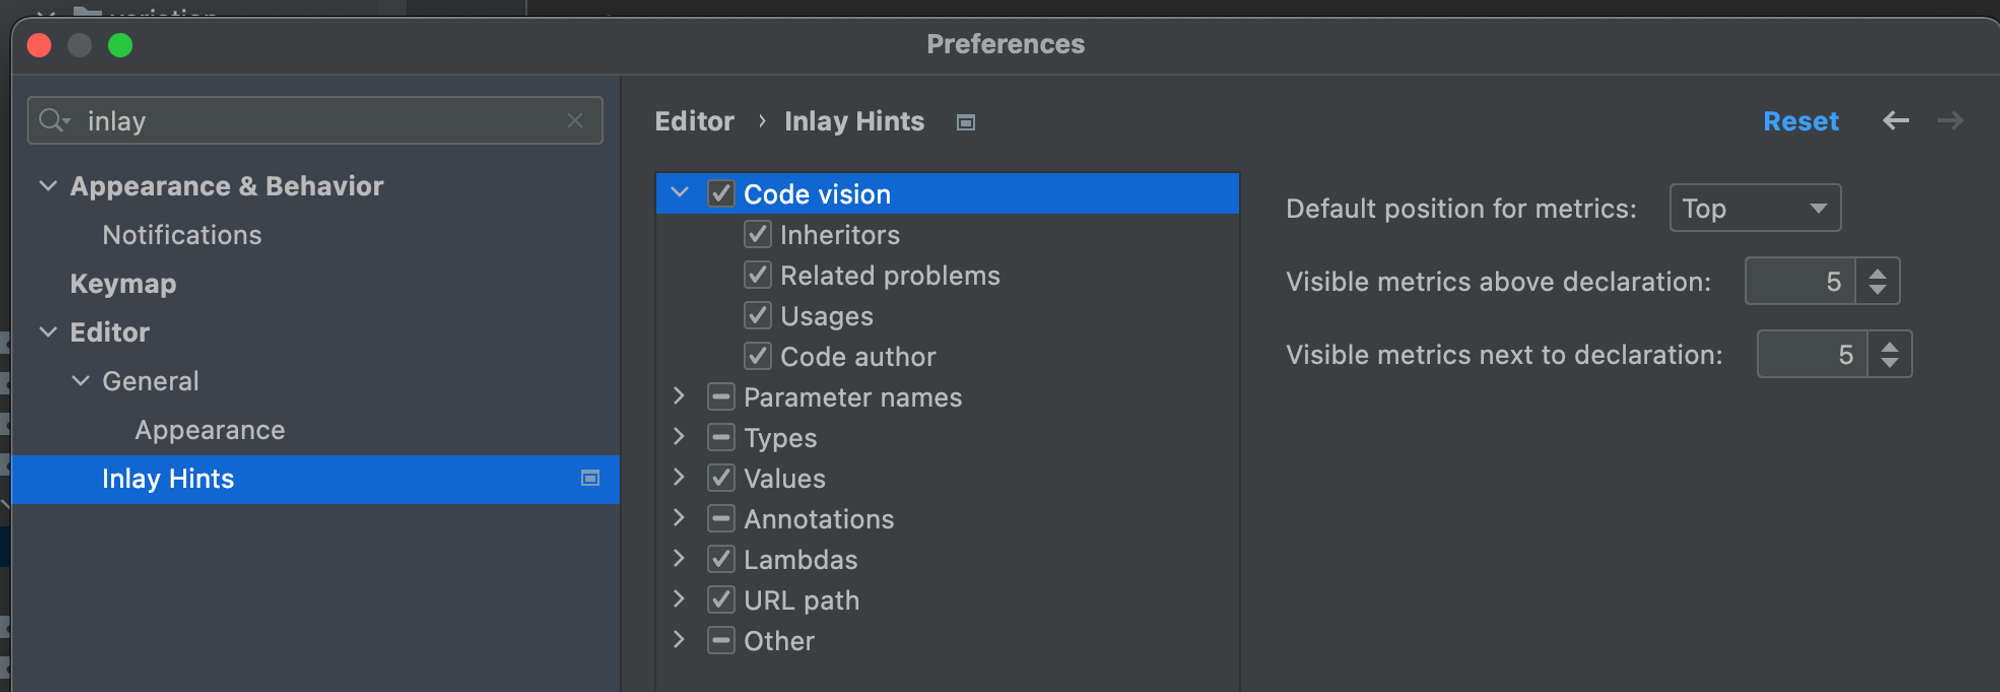 variation
Preferences
inlay
Appearance & Behavior
Notifications
Keymap
Editor
General
Appearance
Inlay Hints
Editor › Inlay Hints
Reset
Code vision
Inheritors
Related problems
Usages
Code author
Parameter names
Types
Values
Annotations
Lambdas
URL path
Other
Default position for metrics: Top
Visible metrics above declaration: 5
Visible metrics next to declaration: 5